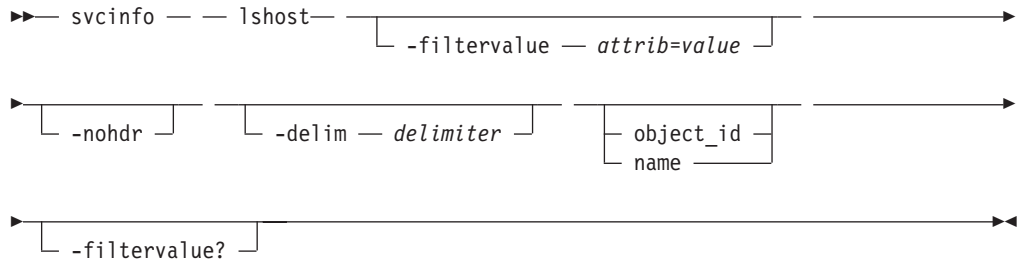 svcinfo lshost
-filtervalue attrib=value
-nohdr -delim delimiter object_id
name
-filtervalue?